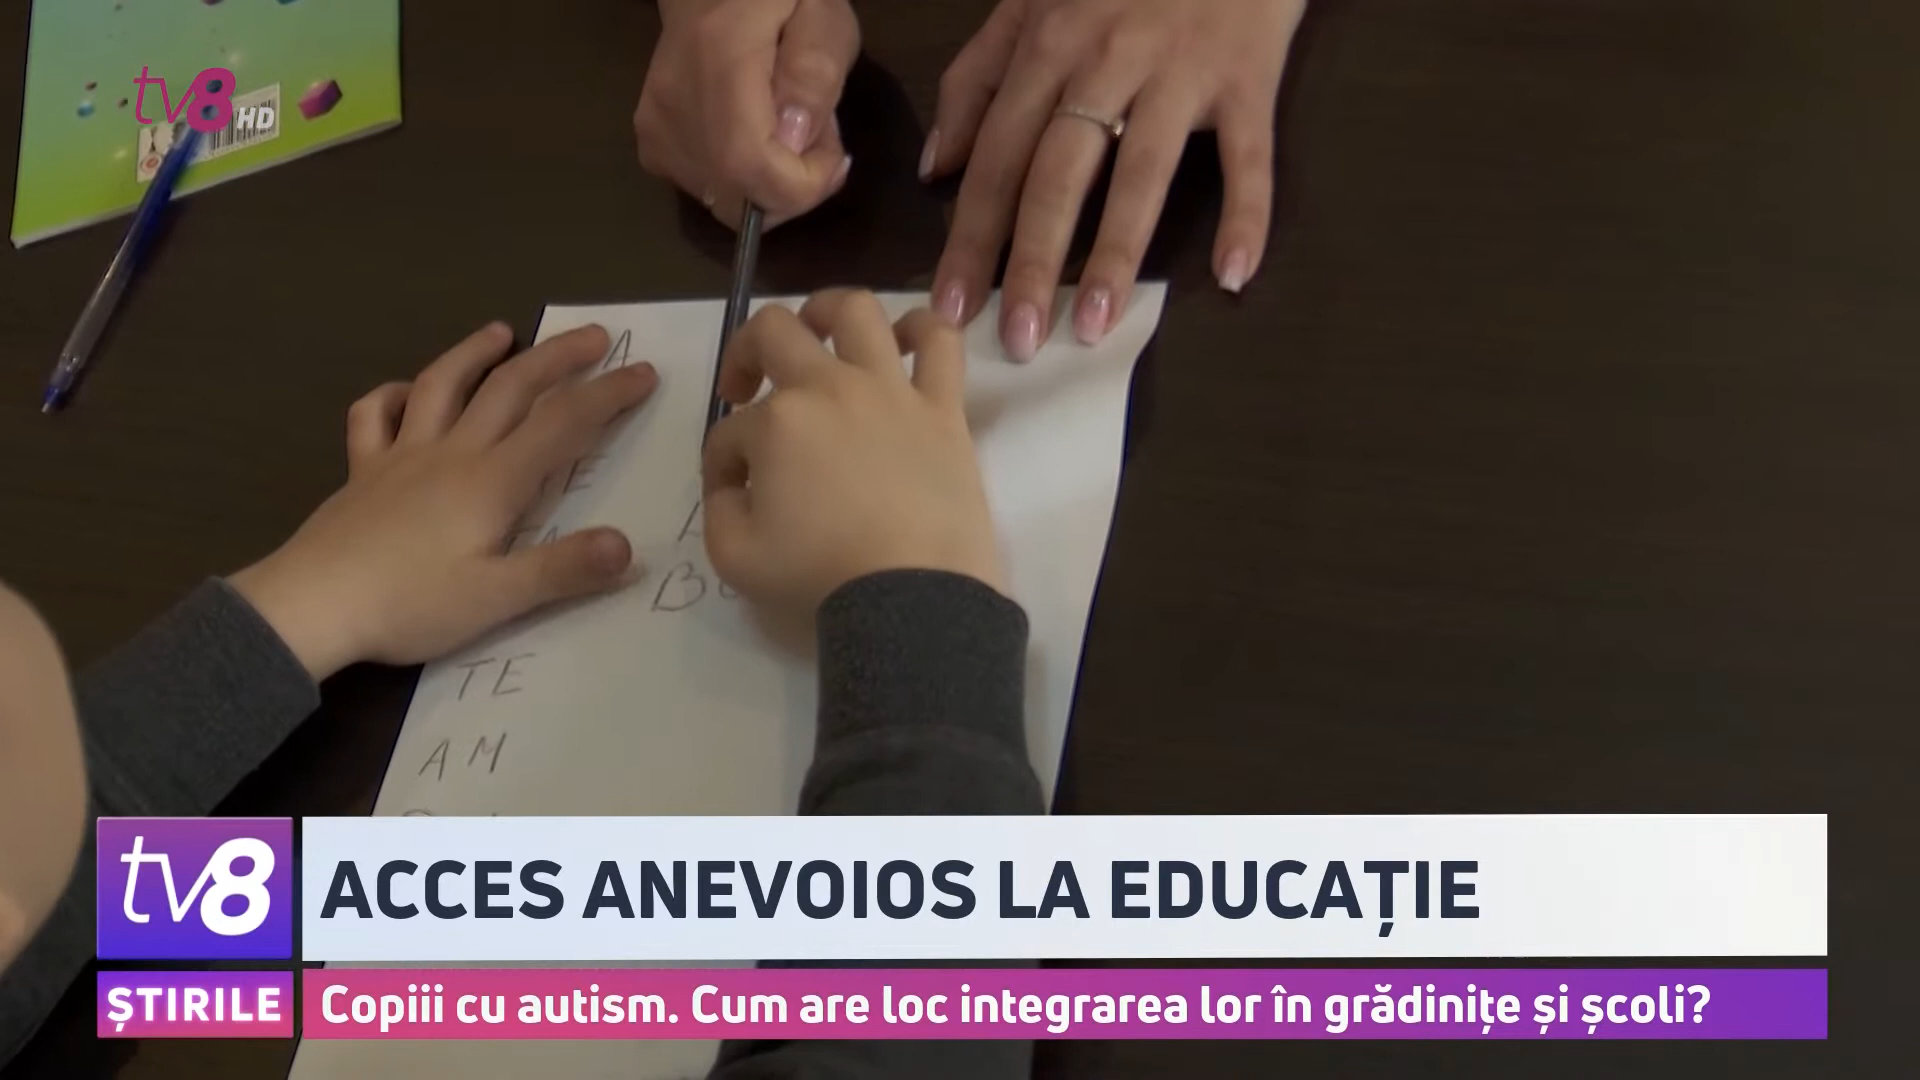 tv8 HD
A
TE
TE
AM
tv8
ACCES ANEVOIOS LA EDUCAȚIE
ȘTIRILE
Copiii cu autism. Cum are loc integrarea lor în grădinițe și școli?